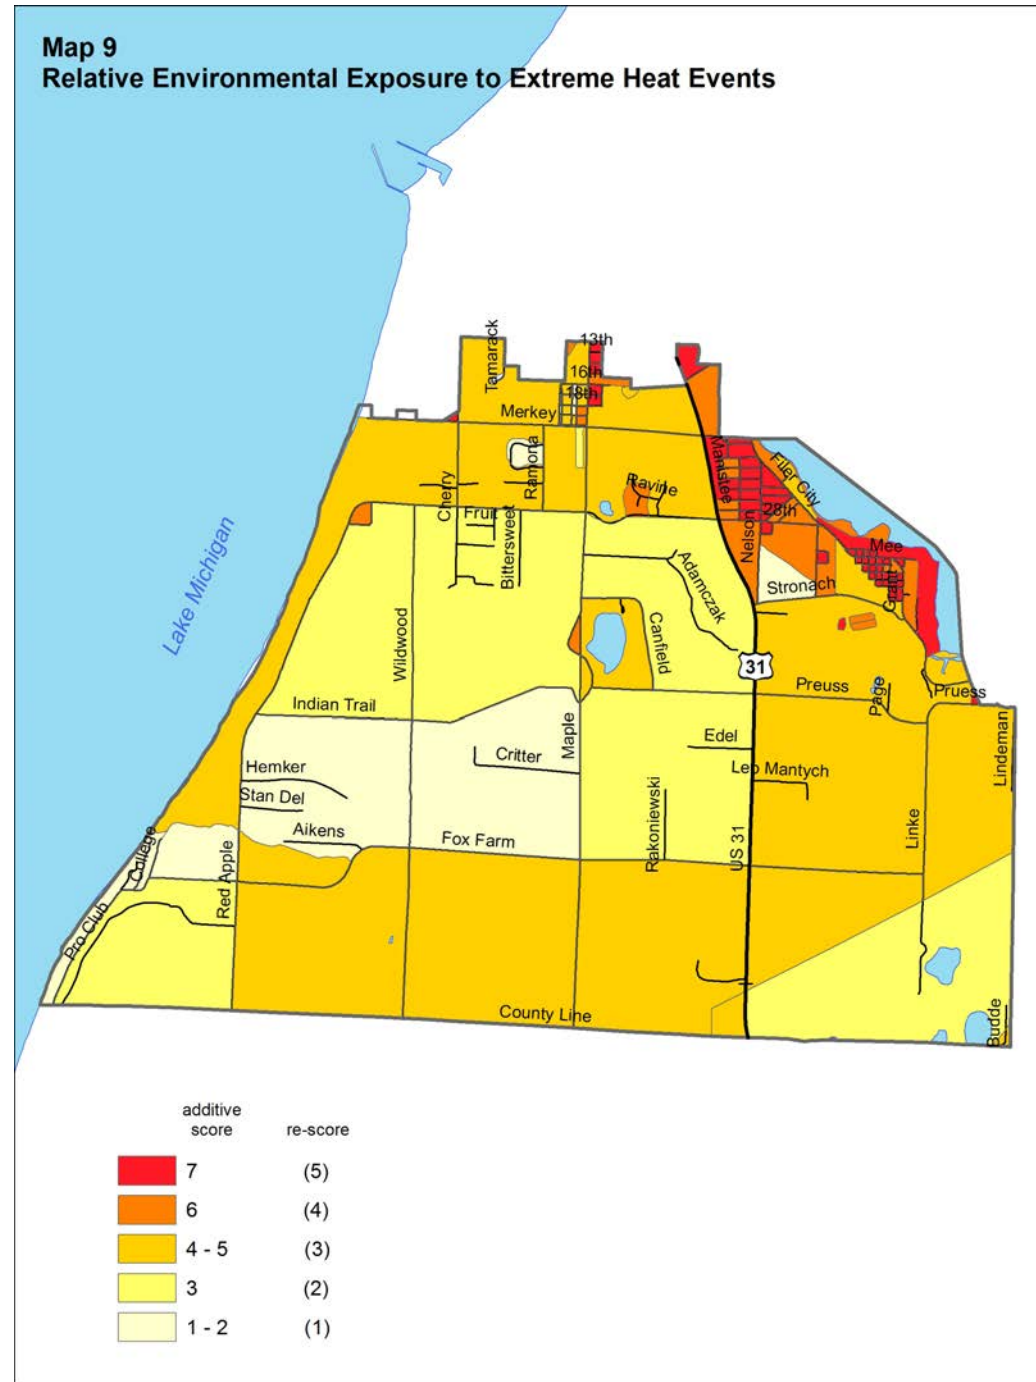 Map 9
Relative Environmental Exposure to Extreme Heat Events
Tamarack
13th
16th
18th
Merkey
Ramona
Cherry
Fruit
Bittersweet
Ravine
Manistee
Filer City
28th
Nelson
Mee
Grant
Stronach
Adamczak
Lake Michigan
Wildwood
Canfield
31
Preuss
Page
Pruess
Indian Trail
Maple
Critter
Edel
Leo Mantych
Lindeman
Hemker
Stan Del
Aikens
Fox Farm
Rakoniewski
US 31
Linke
College
Red Apple
Pro Club
County Line
Budde
additive
score re-score
7 (5)
6 (4)
4 - 5 (3)
3 (2)
1 - 2 (1)